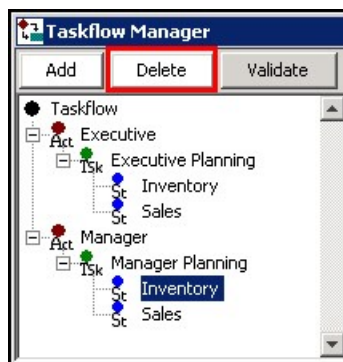 Taskflow Manager
Add Delete Validate
Taskflow
Act Executive
TSk Executive Planning
St Inventory
St Sales
Act Manager
TSk Manager Planning
St Inventory
St Sales